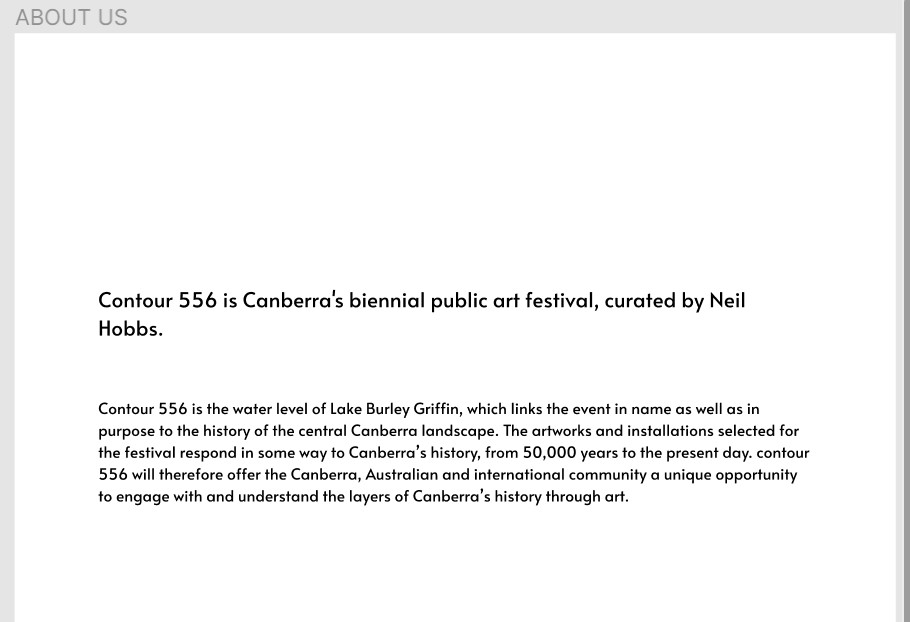 ABOUT US
Contour 556 is Canberra's biennial public art festival, curated by Neil
Hobbs.
Contour 556 is the water level of Lake Burley Griffin, which links the event in name as well as in
purpose to the history of the central Canberra landscape. The artworks and installations selected for
the festival respond in some way to Canberra’s history, from 50,000 years to the present day. contour
556 will therefore offer the Canberra, Australian and international community a unique opportunity
to engage with and understand the layers of Canberra’s history through art.